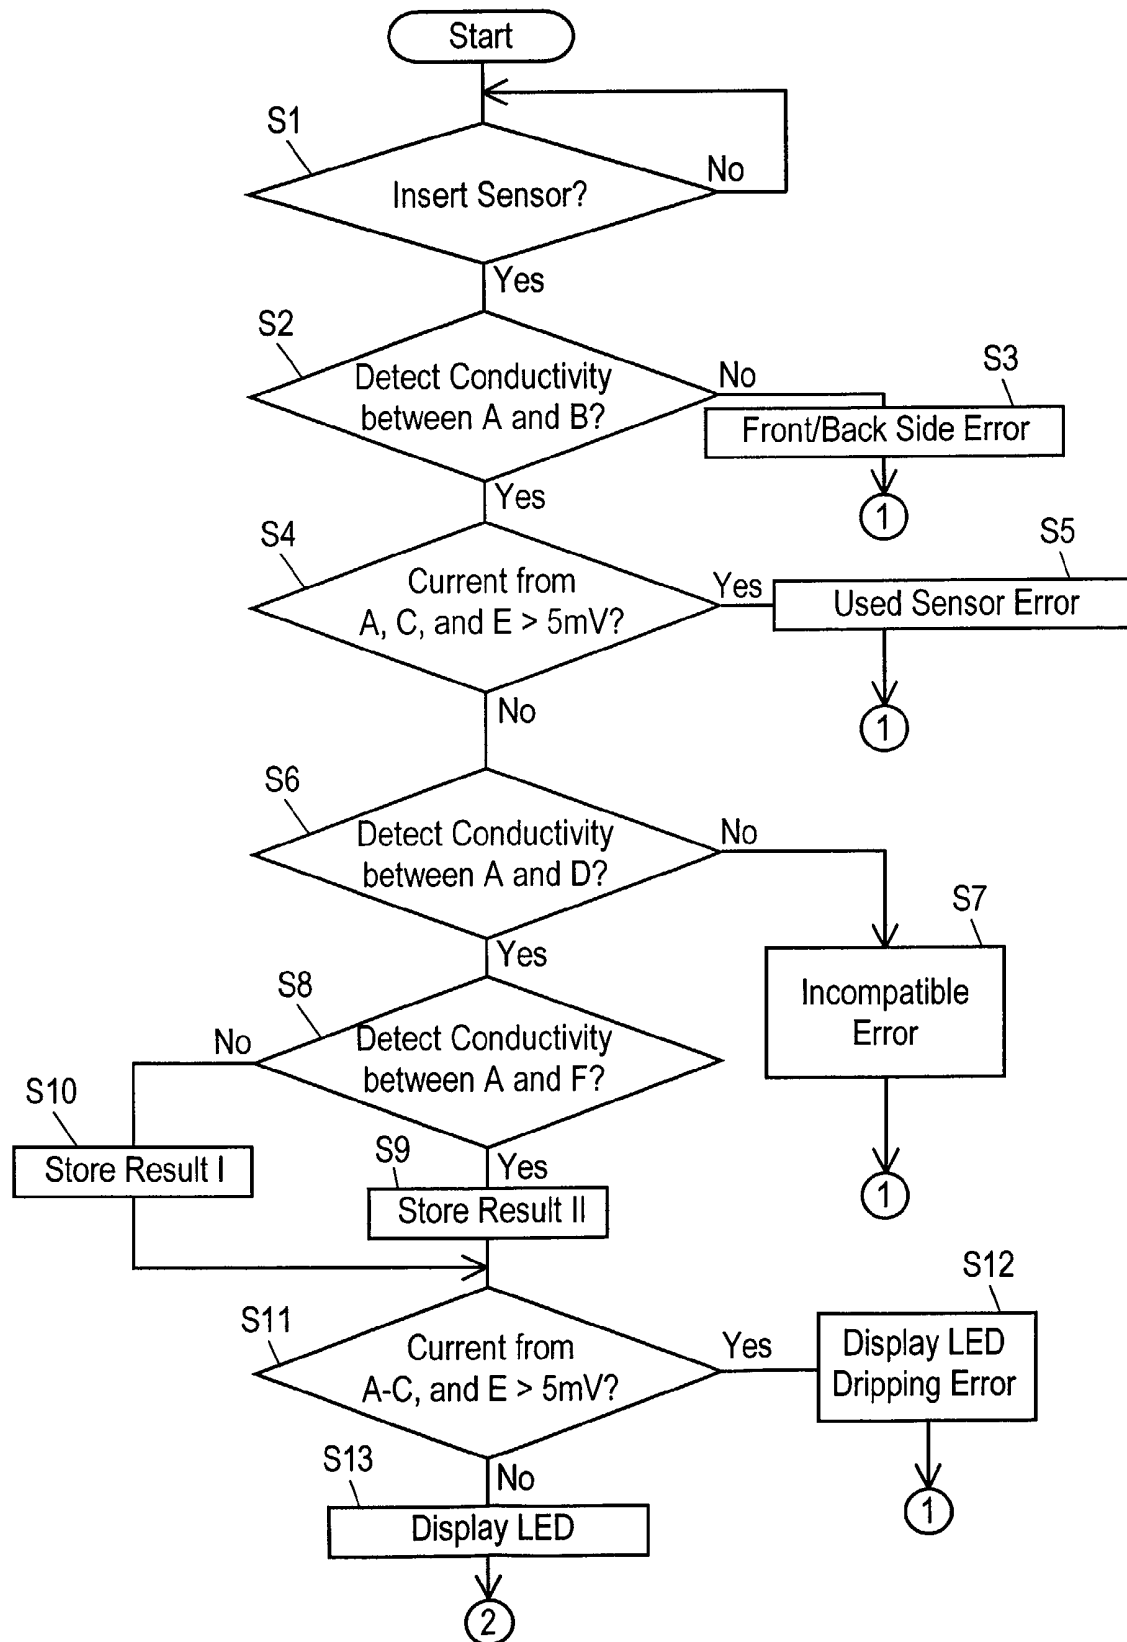 Start
S1
Insert Sensor?
No
Yes
S2
Detect Conductivity
between A and B?
No
S3
Front/Back Side Error
1
Yes
S4
Current from
A, C, and E > 5mV?
Yes
S5
Used Sensor Error
1
No
S6
Detect Conductivity
between A and D?
No
S7
Incompatible
Error
1
Yes
S8
Detect Conductivity
between A and F?
No
S10
Store Result I
S9
Yes
Store Result II
S11
Current from
A-C, and E > 5mV?
Yes
S12
Display LED
Dripping Error
1
No
S13
Display LED
2